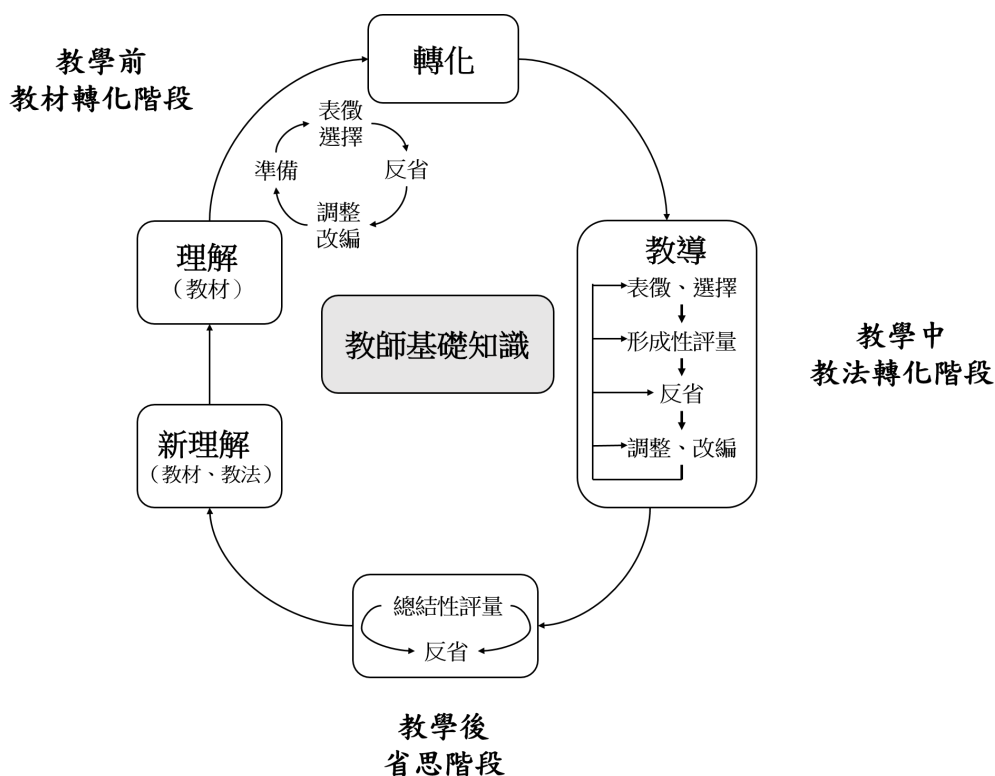 教學前
教材轉化階段
轉化
表徵
選擇
準備
反省
調整
改編
理解
（教材）
教導
表徵、選擇
形成性評量
反省
調整、改編
教師基礎知識
教學中
教法轉化階段
新理解
（教材、教法）
總結性評量
反省
教學後
省思階段